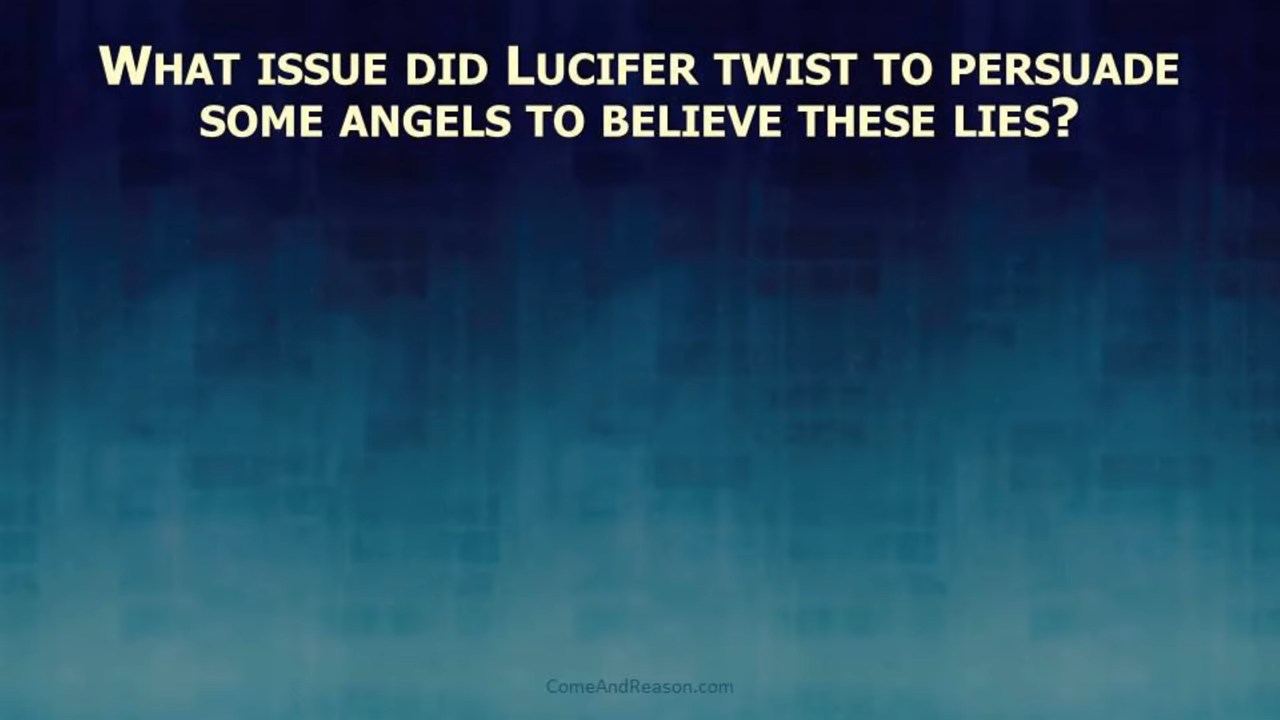 What issue did Lucifer twist to persuade
some angels to believe these lies?
ComeAndReason.com